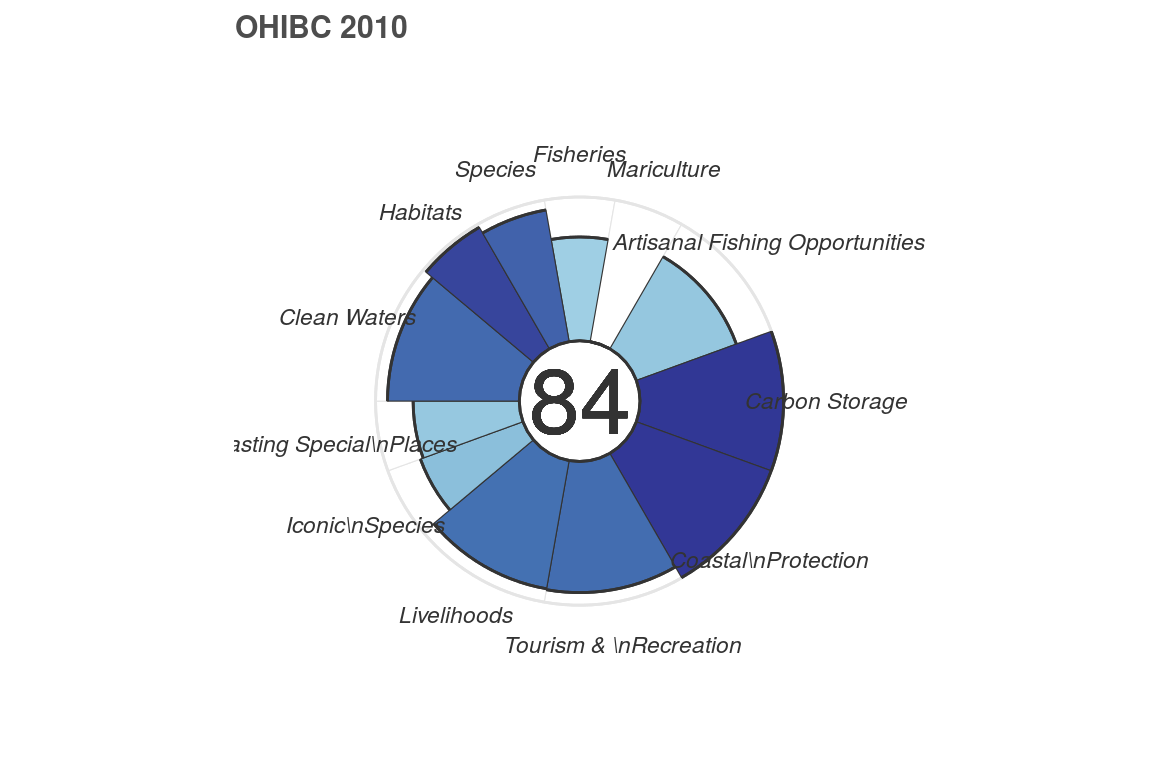 OHIBC 2010
Fisheries
Species
Mariculture
Habitats
Artisanal Fishing Opportunities
Clean Waters
84
Carbon Storage
asting Special\nPlaces
Iconic\nSpecies
Coastal\nProtection
Livelihoods
Tourism & \nRecreation